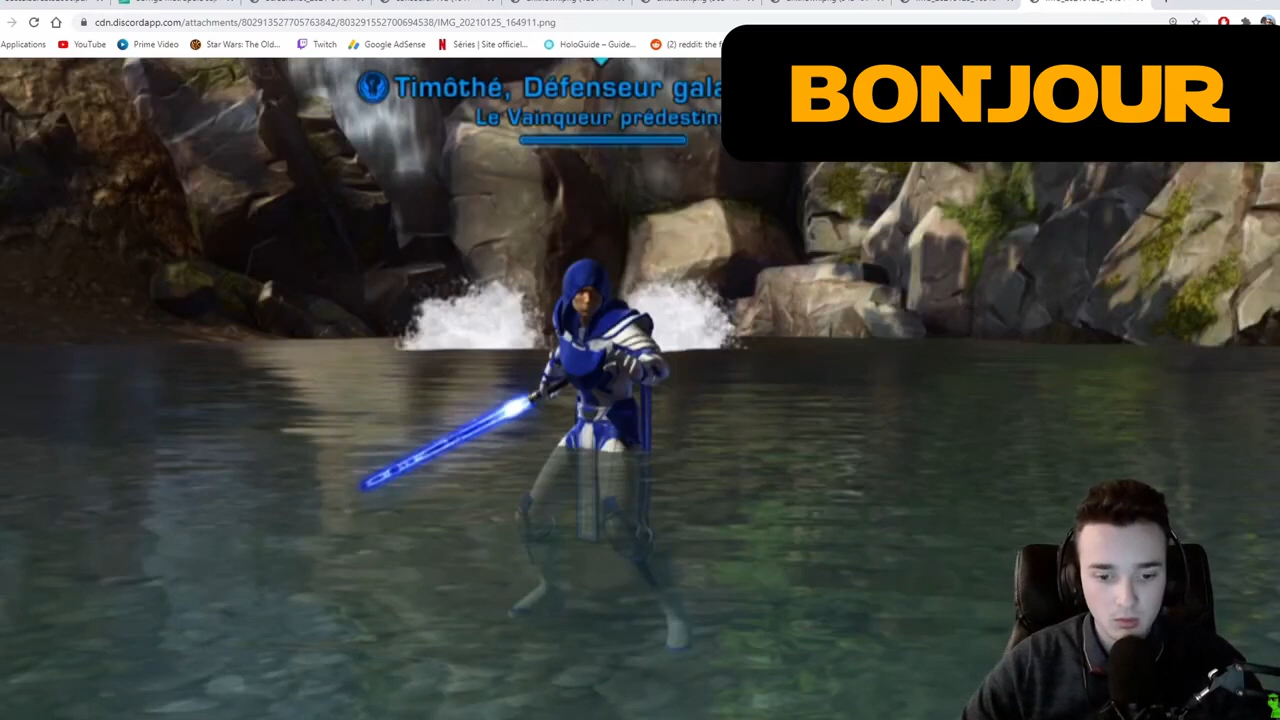 cdn.discordapp.com/attachments/802913527705763842/803291552700694538/IMG_20210125_164911.png
Applications YouTube Prime Video Star Wars: The Old... Twitch Google AdSense Séries | Site officiel... HoloGuide – Guide... (2) reddit: the f
BONJOUR
Timôthé, Défenseur gala
Le Vainqueur prédestin